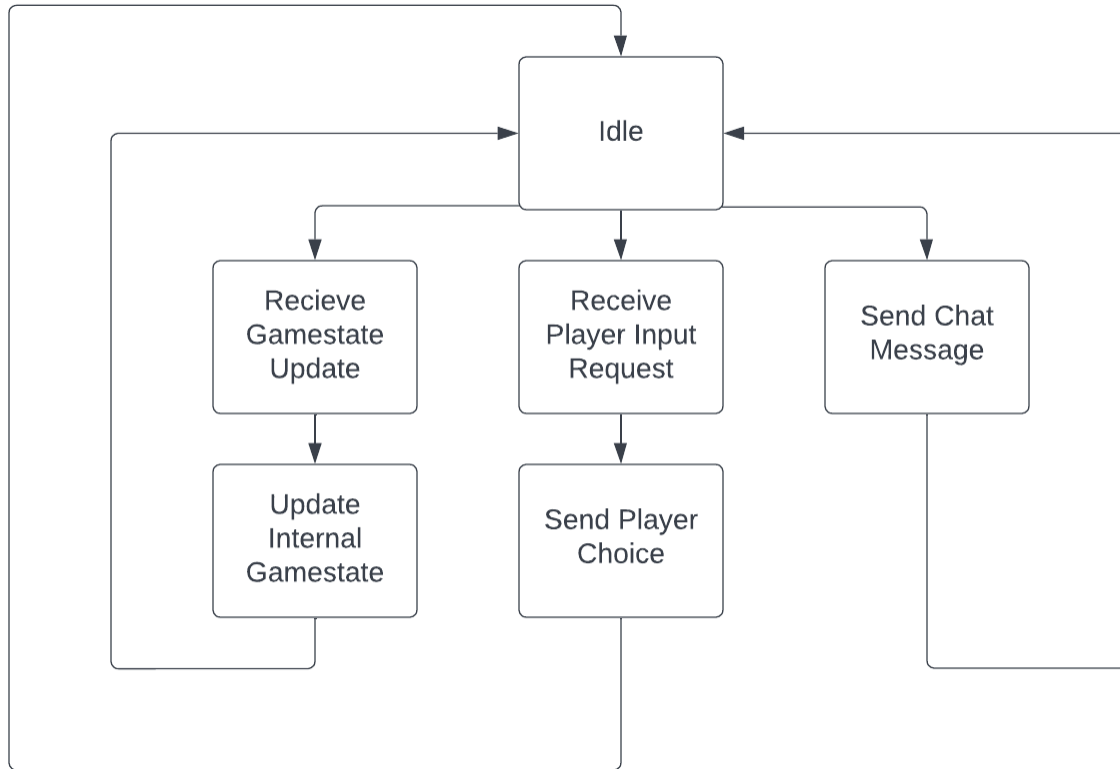 Idle
Recieve
Gamestate
Update
Receive
Player Input
Request
Send Chat
Message
Update
Internal
Gamestate
Send Player
Choice